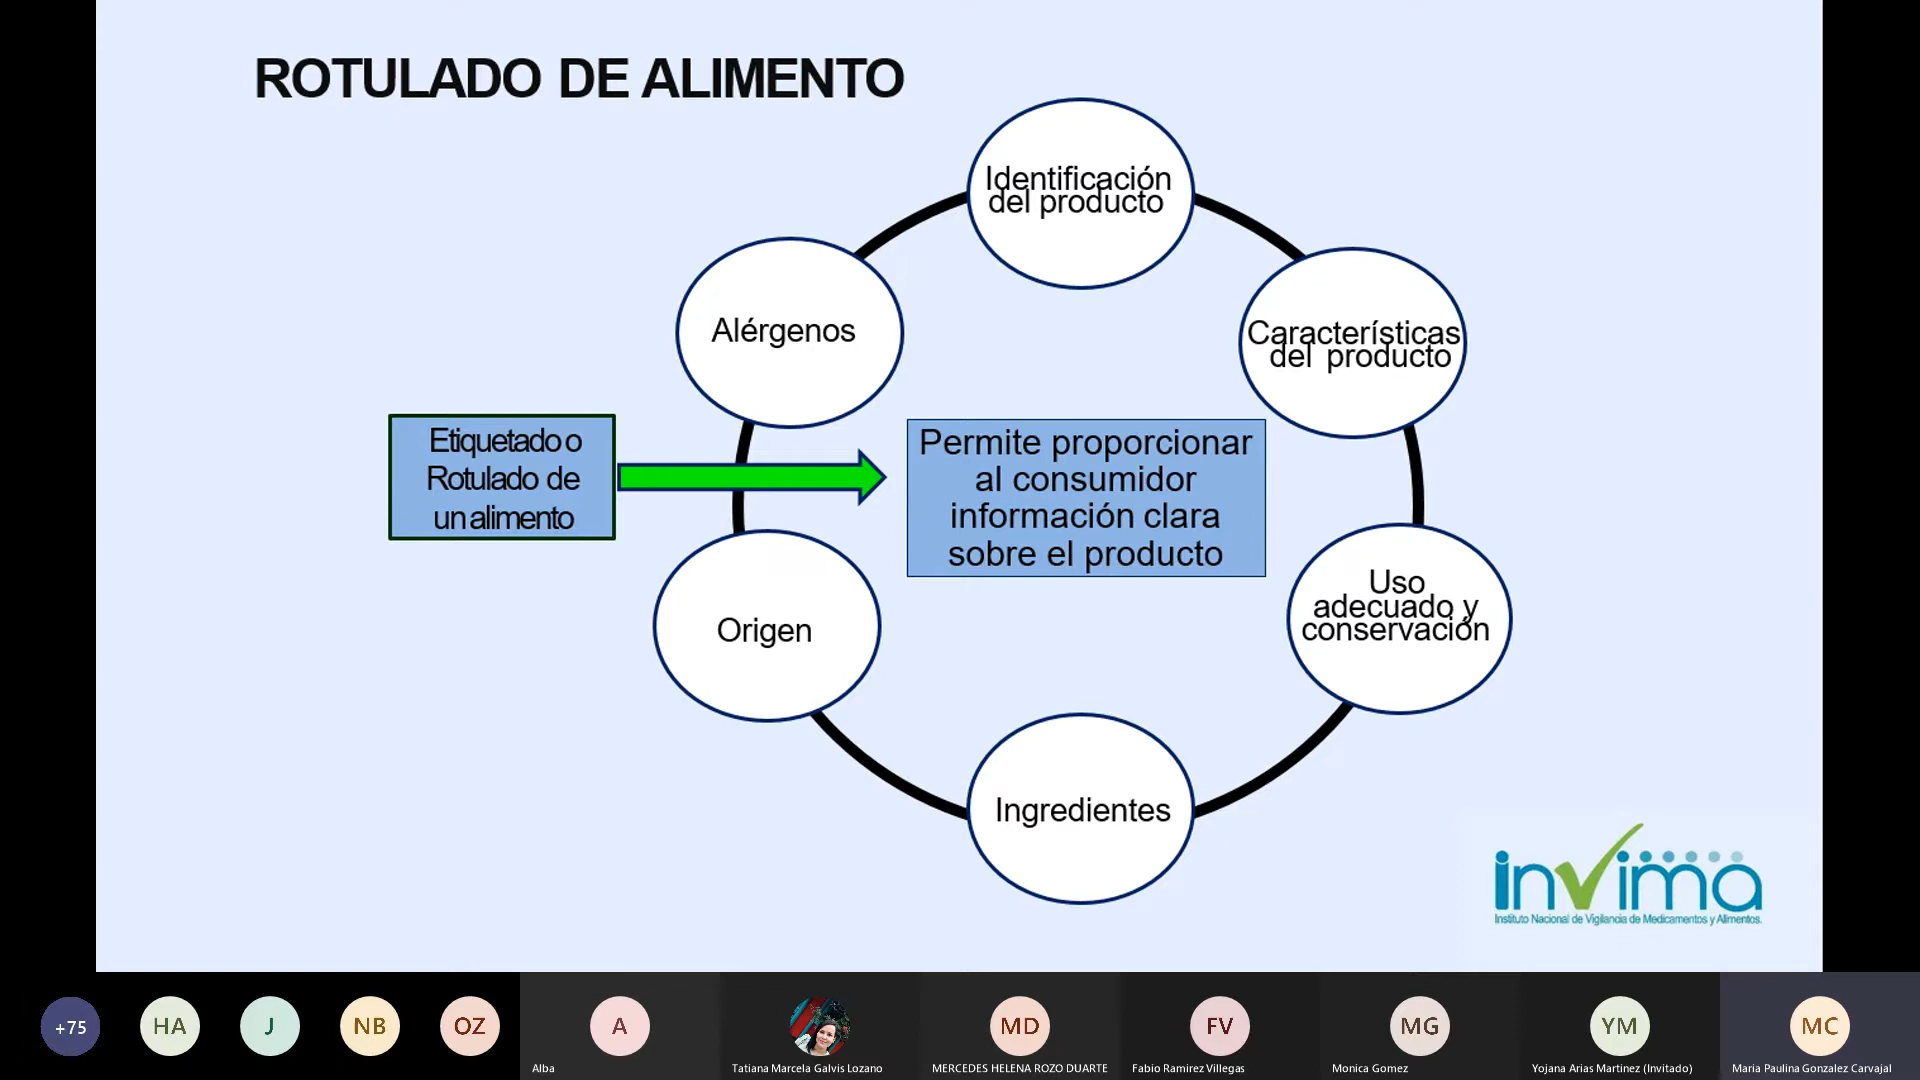 ROTULADO DE ALIMENTO
Identificación
del producto
Alérgenos
Características
del producto
Etiquetado o
Rotulado de
un alimento
Permite proporcionar
al consumidor
información clara
sobre el producto
Origen
Uso
adecuado y
conservación
Ingredientes
invima
Instituto Nacional de Vigilancia de Medicamentos y Alimentos.
+75
HA
J
NB
OZ
A
MD
FV
MG
YM
MC
Alba
Tatiana Marcela Galvis Lozano
MERCEDES HELENA ROZO DUARTE
Fabio Ramirez Villegas
Monica Gomez
Yojana Arias Martinez (Invitado)
Maria Paulina Gonzalez Carvajal